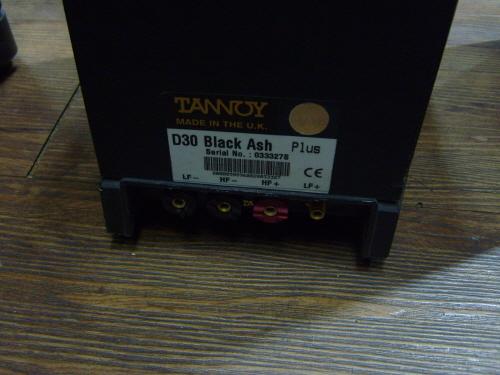 TANNOY
MADE IN THE U.K.
D30 Black Ash Plus
Serial No. : 0333278
LF- HF- HF+ LF+
CE